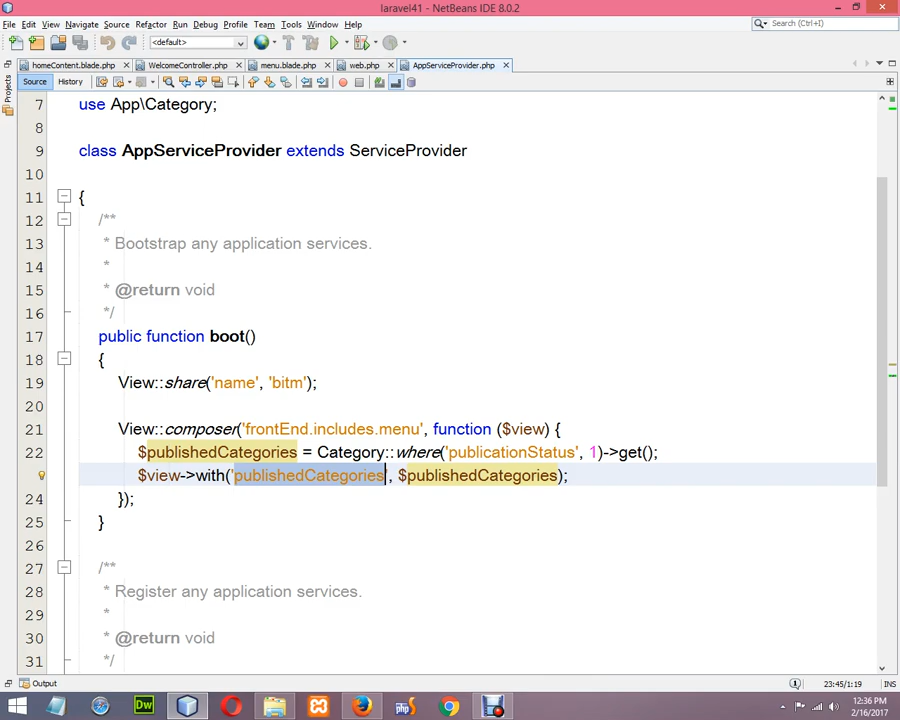 laravel41 - NetBeans IDE 8.0.2
File Edit View Navigate Source Refactor Run Debug Profile Team Tools Window Help
Search (Ctrl+I)
<default>
homeContent.blade.php WelcomeController.php menu.blade.php web.php AppServiceProvider.php
Source History
Projects
7 use App\Category;
8
9 class AppServiceProvider extends ServiceProvider
10
11 {
12 /**
13 * Bootstrap any application services.
14 *
15 * @return void
16 */
17 public function boot()
18 {
19 View::share('name', 'bitm');
20
21 View::composer('frontEnd.includes.menu', function ($view) {
22 $publishedCategories = Category::where('publicationStatus', 1)->get();
$view->with('publishedCategories', $publishedCategories);
24 });
25 }
26
27 /**
28 * Register any application services.
29 *
30 * @return void
31 */
Output
23:45/1:19 INS
Dw
php
12:36 PM
2/16/2017